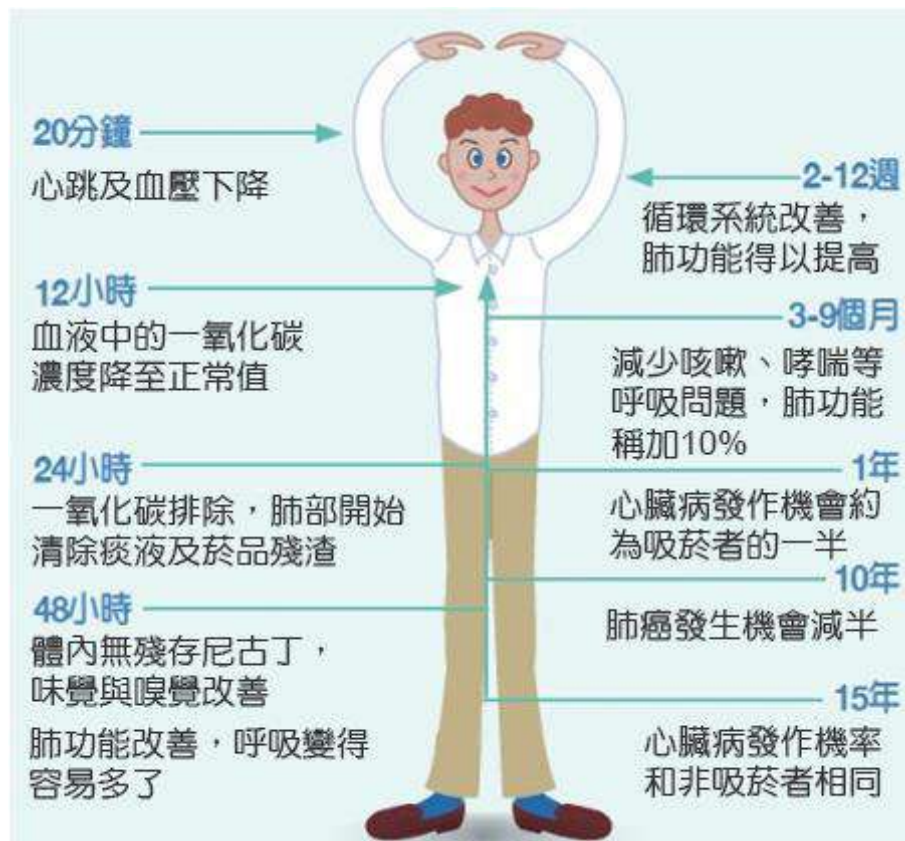 20分鐘
心跳及血壓下降
12小時
血液中的一氧化碳
濃度降至正常值
24小時
一氧化碳排除，肺部開始
清除痰液及菸品殘渣
48小時
體內無殘存尼古丁，
味覺與嗅覺改善
肺功能改善，呼吸變得
容易多了
2-12週
循環系統改善，
肺功能得以提高
3-9個月
減少咳嗽、哮喘等
呼吸問題，肺功能
稱加10%
1年
心臟病發作機會約
為吸菸者的一半
10年
肺癌發生機會減半
15年
心臟病發作機率
和非吸菸者相同